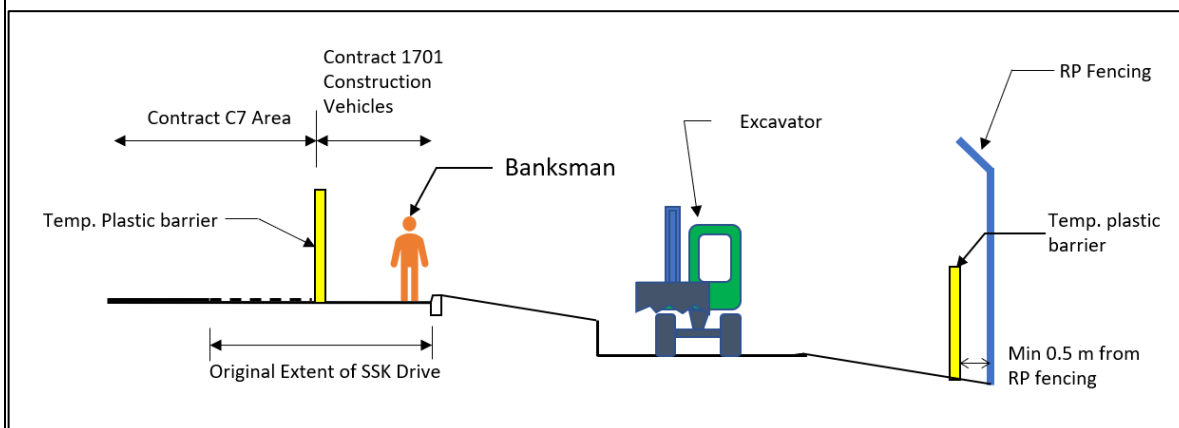 Contract 1701
Construction
Vehicles
Contract C7 Area
RP Fencing
Excavator
Banksman
Temp. Plastic barrier
Temp. plastic
barrier
Original Extent of SSK Drive
Min 0.5 m from
RP fencing